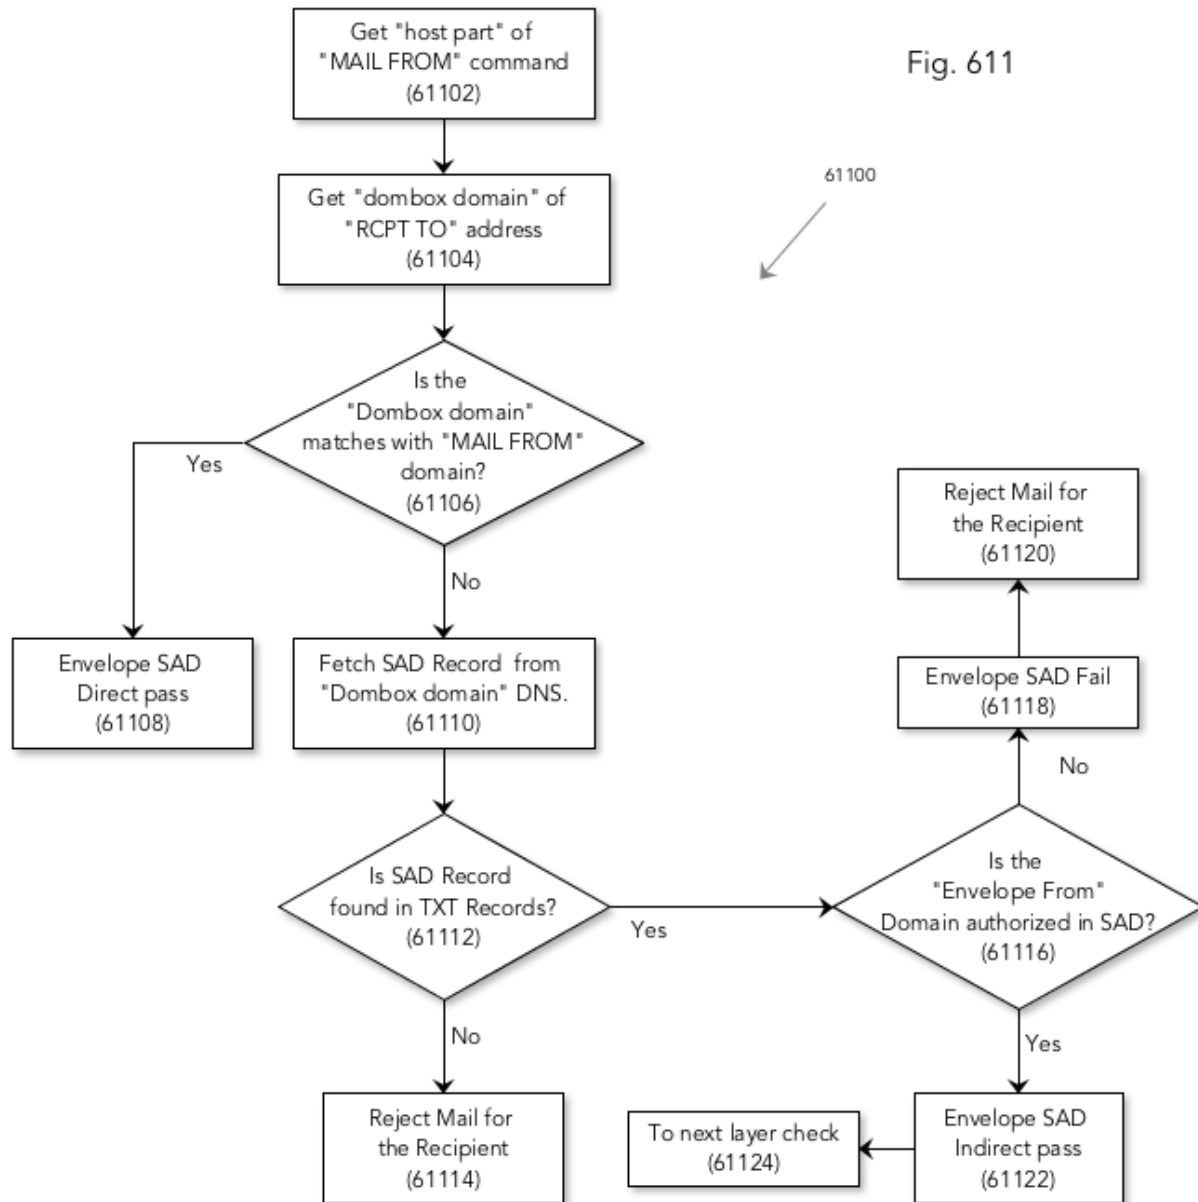 Get "host part" of
"MAIL FROM" command
(61102)
Fig. 611
61100
Get "dombox domain" of
"RCPT TO" address
(61104)
Is the
"Dombox domain"
matches with "MAIL FROM"
domain?
(61106)
Yes
No
Envelope SAD
Direct pass
(61108)
Fetch SAD Record from
"Dombox domain" DNS.
(61110)
Is SAD Record
found in TXT Records?
(61112)
Yes
No
Reject Mail for
the Recipient
(61114)
Is the
"Envelope From"
Domain authorized in SAD?
(61116)
No
Envelope SAD Fail
(61118)
Reject Mail for
the Recipient
(61120)
Yes
Envelope SAD
Indirect pass
(61122)
To next layer check
(61124)